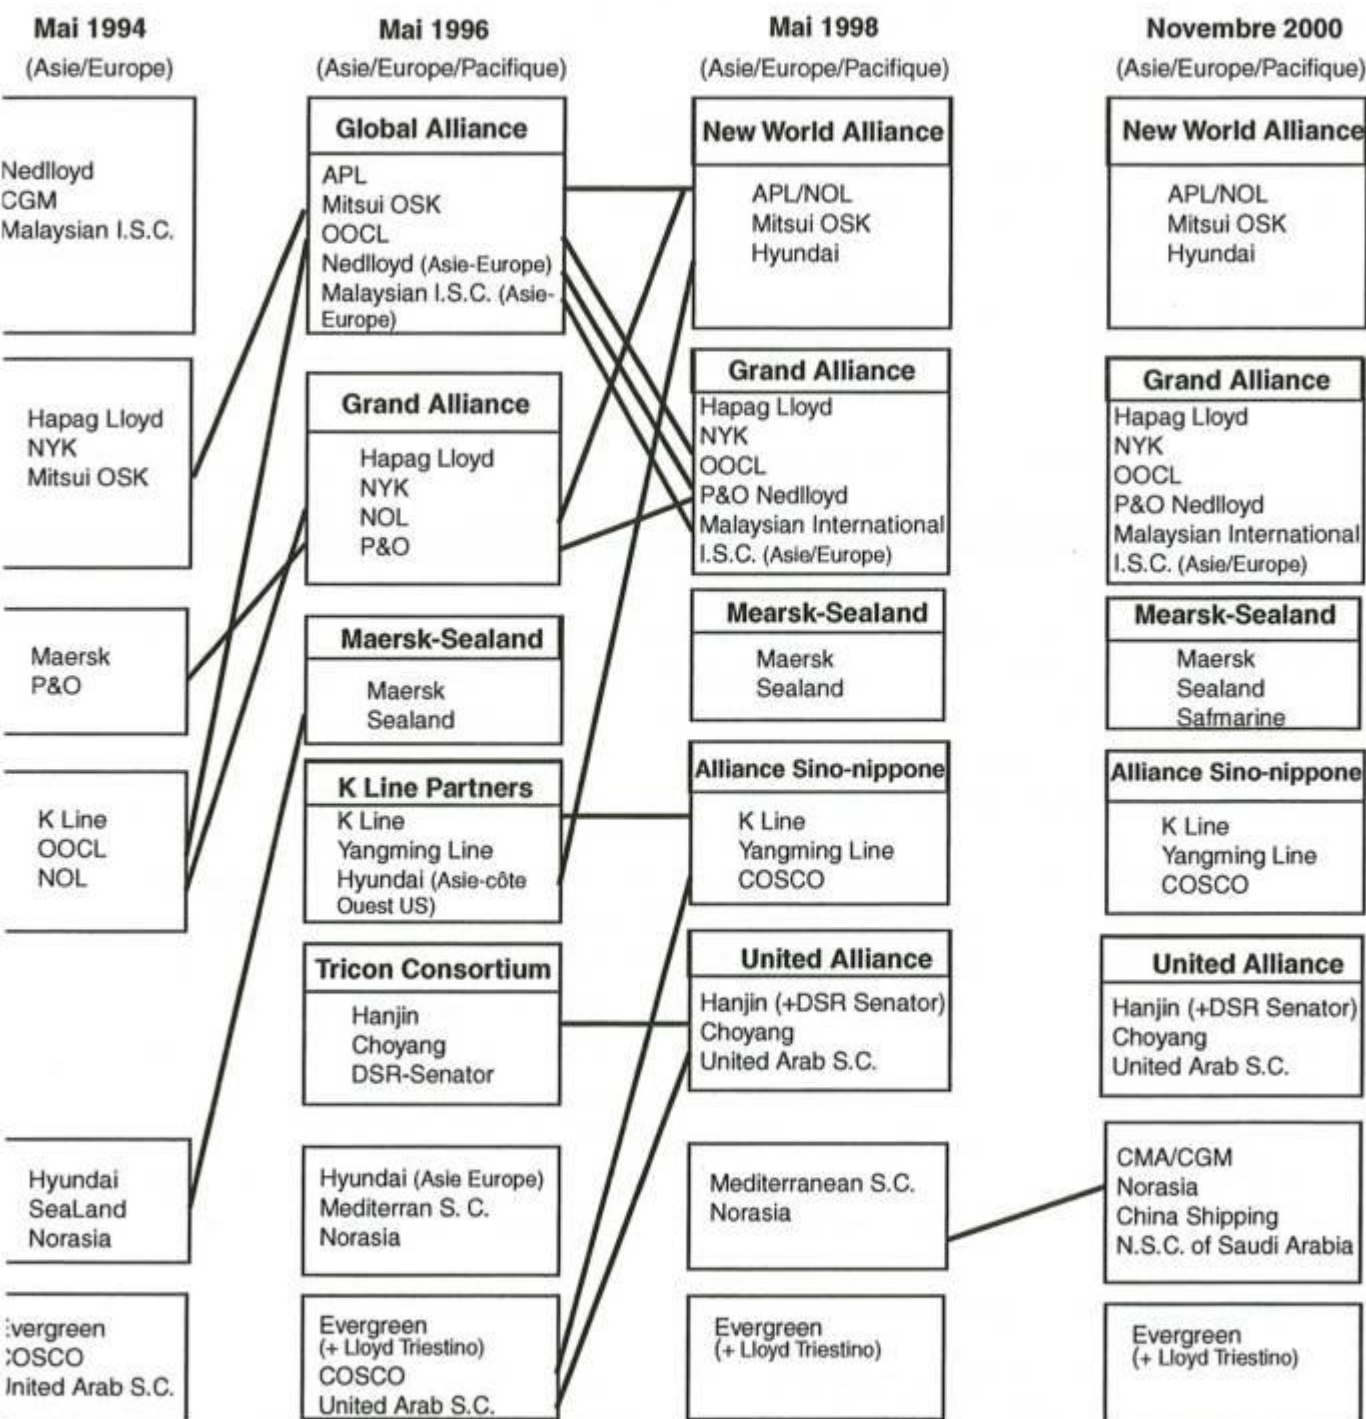 Mai 1994
(Asie/Europe)
Nedlloyd
CGM
Malaysian I.S.C.
Hapag Lloyd
NYK
Mitsui OSK
Maersk
P&O
K Line
OOCL
NOL
Hyundai
SeaLand
Norasia
Evergreen
COSCO
United Arab S.C.
Mai 1996
(Asie/Europe/Pacifique)
Global Alliance
APL
Mitsui OSK
OOCL
Nedlloyd (Asie-Europe)
Malaysian I.S.C. (Asie-
Europe)
Grand Alliance
Hapag Lloyd
NYK
NOL
P&O
Maersk-Sealand
Maersk
Sealand
K Line Partners
K Line
Yangming Line
Hyundai (Asie-côte
Ouest US)
Tricon Consortium
Hanjin
Choyang
DSR-Senator
Hyundai (Asie Europe)
Mediterran S. C.
Norasia
Evergreen
(+ Lloyd Triestino)
COSCO
United Arab S.C.
Mai 1998
(Asie/Europe/Pacifique)
New World Alliance
APL/NOL
Mitsui OSK
Hyundai
Grand Alliance
Hapag Lloyd
NYK
OOCL
P&O Nedlloyd
Malaysian International
I.S.C. (Asie/Europe)
Mearsk-Sealand
Maersk
Sealand
Alliance Sino-nippone
K Line
Yangming Line
COSCO
United Alliance
Hanjin (+DSR Senator)
Choyang
United Arab S.C.
Mediterranean S.C.
Norasia
Evergreen
(+ Lloyd Triestino)
Novembre 2000
(Asie/Europe/Pacifique)
New World Alliance
APL/NOL
Mitsui OSK
Hyundai
Grand Alliance
Hapag Lloyd
NYK
OOCL
P&O Nedlloyd
Malaysian International
I.S.C. (Asie/Europe)
Mearsk-Sealand
Maersk
Sealand
Safmarine
Alliance Sino-nippone
K Line
Yangming Line
COSCO
United Alliance
Hanjin (+DSR Senator)
Choyang
United Arab S.C.
CMA/CGM
Norasia
China Shipping
N.S.C. of Saudi Arabia
Evergreen
(+ Lloyd Triestino)